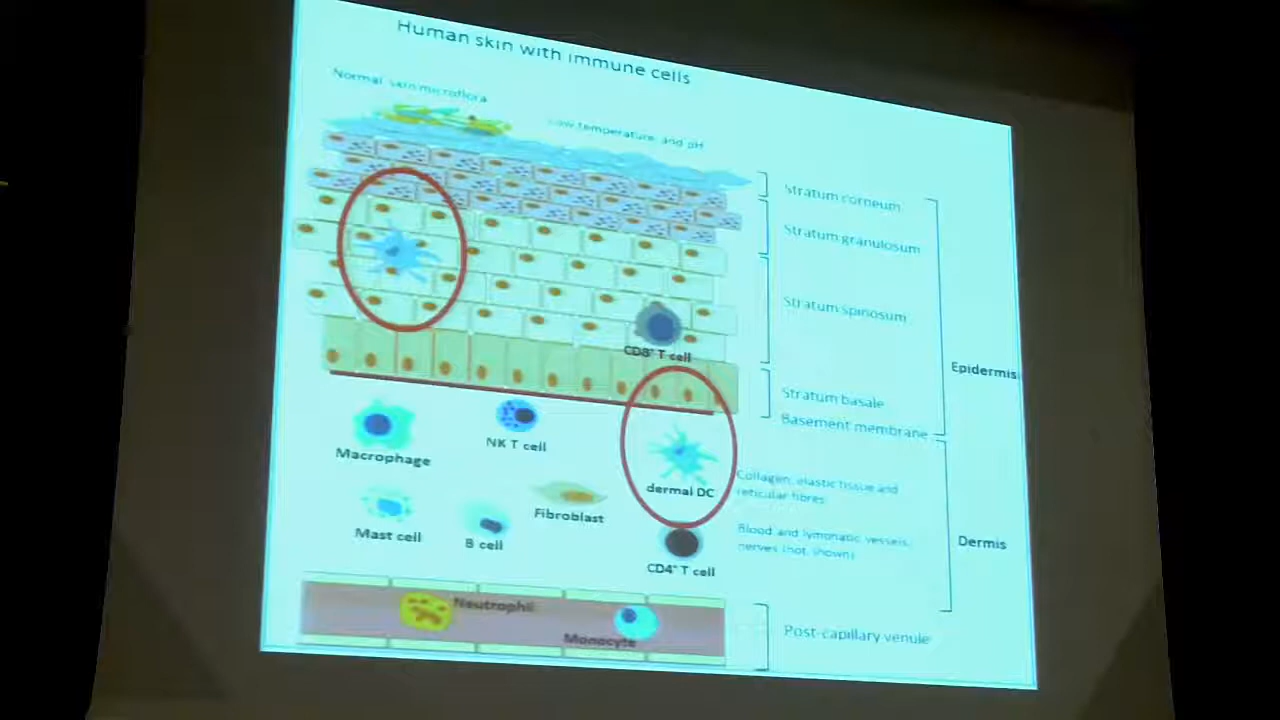 Human skin with immune cells
Normal skin microflora
Low temperature and pH
Stratum corneum
Stratum granulosum
Stratum spinosum
CD8⁺ T cell
Epidermis
Stratum basale
Basement membrane
NK T cell
Macrophage
dermal DC
Collagen, elastic tissue and
reticular fibres
Fibroblast
Mast cell
B cell
Blood and lymphatic vessels,
nerves (not shown)
Dermis
CD4⁺ T cell
Neutrophil
Monocyte
Post-capillary venule